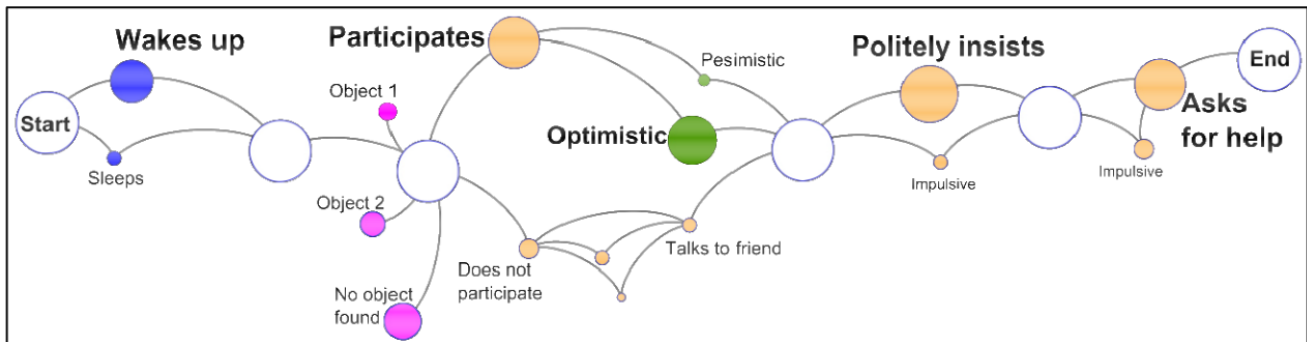 Start
Wakes up
Sleeps
Object 1
Object 2
No object
found
Participates
Pesimistic
Optimistic
Does not
participate
Talks to friend
Politely insists
Impulsive
End
Asks
for help
Impulsive